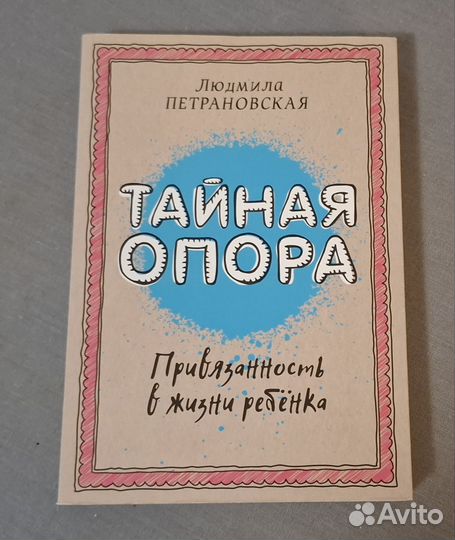 Людмила
ПЕТРАНОВСКАЯ
ТАЙНАЯ
ОПОРА
Привязанность
в жизни ребёнка
Avito